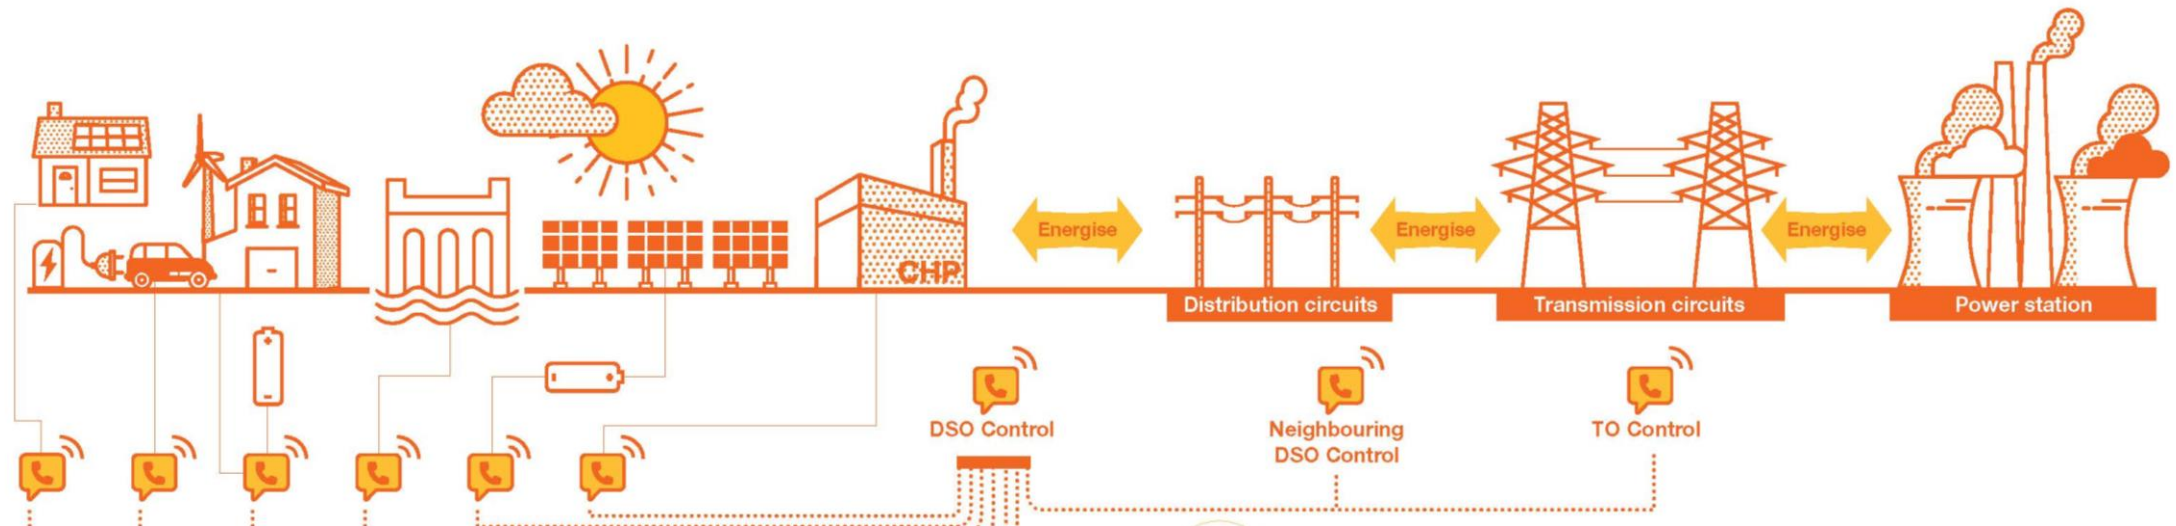 CHP
Energise
Energise
Energise
Distribution circuits
Transmission circuits
Power station
DSO Control
Neighbouring
DSO Control
TO Control